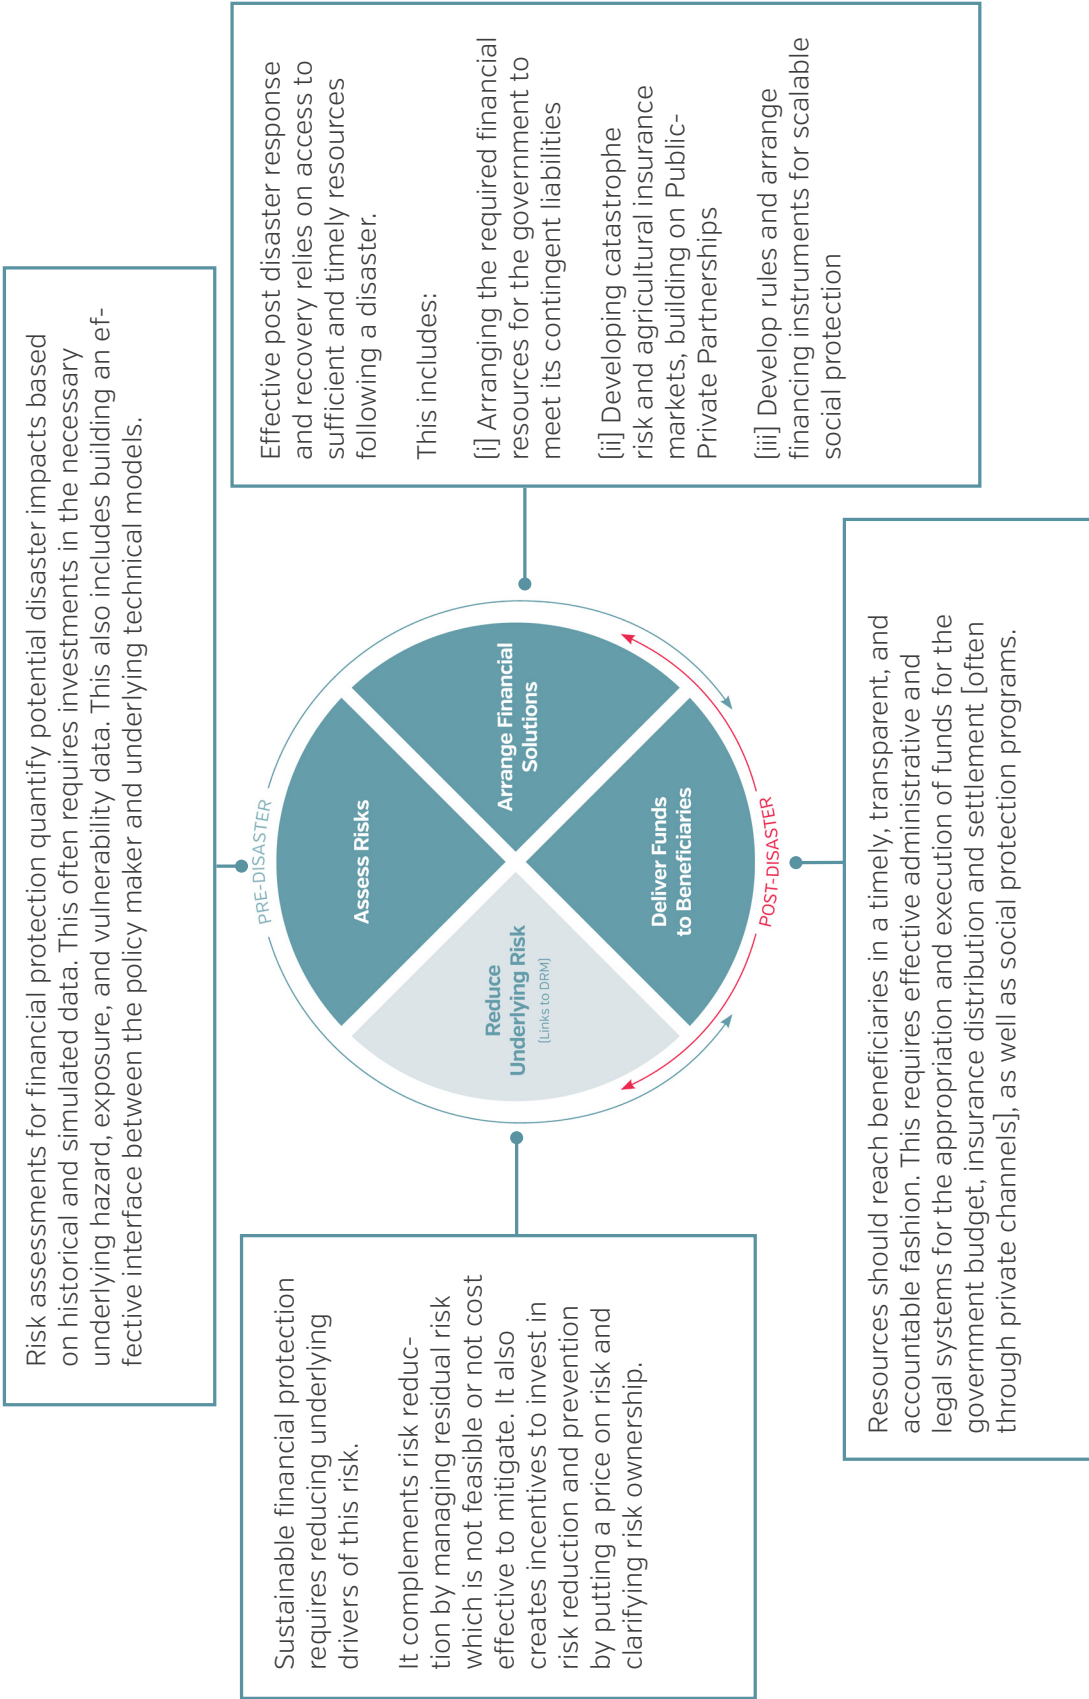 Risk assessments for financial protection quantify potential disaster impacts based
on historical and simulated data. This often requires investments in the necessary
underlying hazard, exposure, and vulnerability data. This also includes building an ef-
fective interface between the policy maker and underlying technical models.
Sustainable financial protection
requires reducing underlying
drivers of this risk.
It complements risk reduc-
tion by managing residual risk
which is not feasible or not cost
effective to mitigate. It also
creates incentives to invest in
risk reduction and prevention
by putting a price on risk and
clarifying risk ownership.
PRE-DISASTER
Assess Risks
Reduce
Underlying Risk
[Links to DRM]
Arrange Financial
Solutions
Deliver Funds
to Beneficiaries
POST-DISASTER
Effective post disaster response
and recovery relies on access to
sufficient and timely resources
following a disaster.
This includes:
[i] Arranging the required financial
resources for the government to
meet its contingent liabilities
[ii] Developing catastrophe
risk and agricultural insurance
markets, building on Public-
Private Partnerships
[iii] Develop rules and arrange
financing instruments for scalable
social protection
Resources should reach beneficiaries in a timely, transparent, and
accountable fashion. This requires effective administrative and
legal systems for the appropriation and execution of funds for the
government budget, insurance distribution and settlement [often
through private channels], as well as social protection programs.